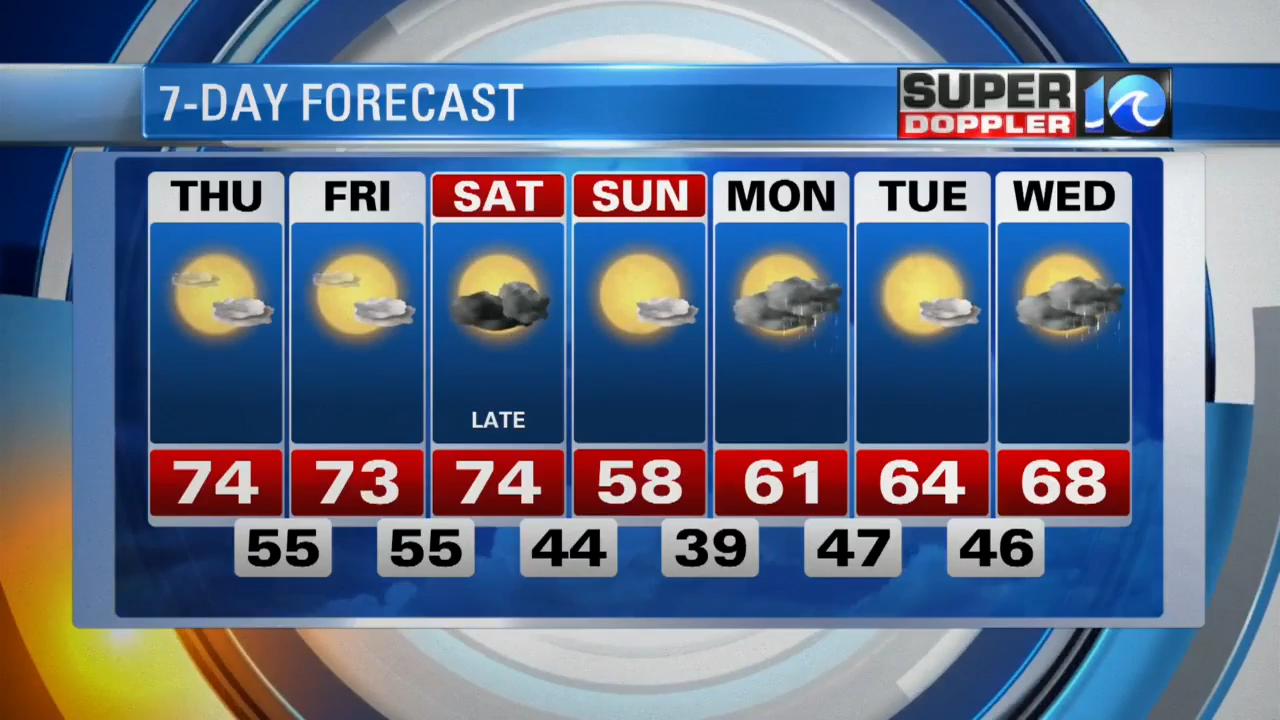 7-DAY FORECAST
SUPER
DOPPLER 10
THU FRI SAT SUN MON TUE WED
LATE
74 73 74 58 61 64 68
55 55 44 39 47 46